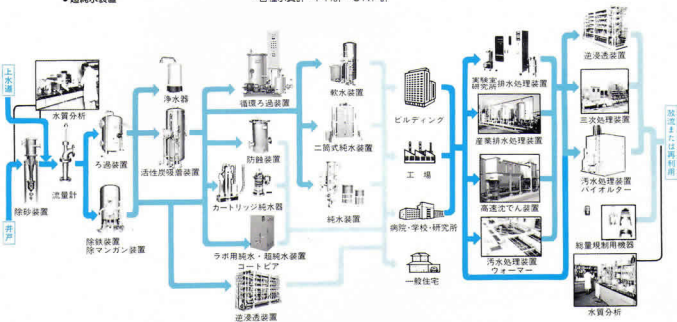 上水道
井戸
水質分析
除砂装置
流量計
ろ過装置
除鉄装置
除マンガン装置
浄水器
活性炭吸着装置
循環ろ過装置
防蝕装置
カートリッジ純水器
ラボ用純水・超純水装置
コートピア
逆浸透装置
軟水装置
二筒式純水装置
純水装置
ビルディング
工場
病院・学校・研究所
一般住宅
実験室
研究所
排水処理装置
産業排水処理装置
高速沈でん装置
汚水処理装置
ウォーマー
逆浸透装置
三次処理装置
汚水処理装置
バイオルター
総量規制用機器
水質分析
放流または再利用